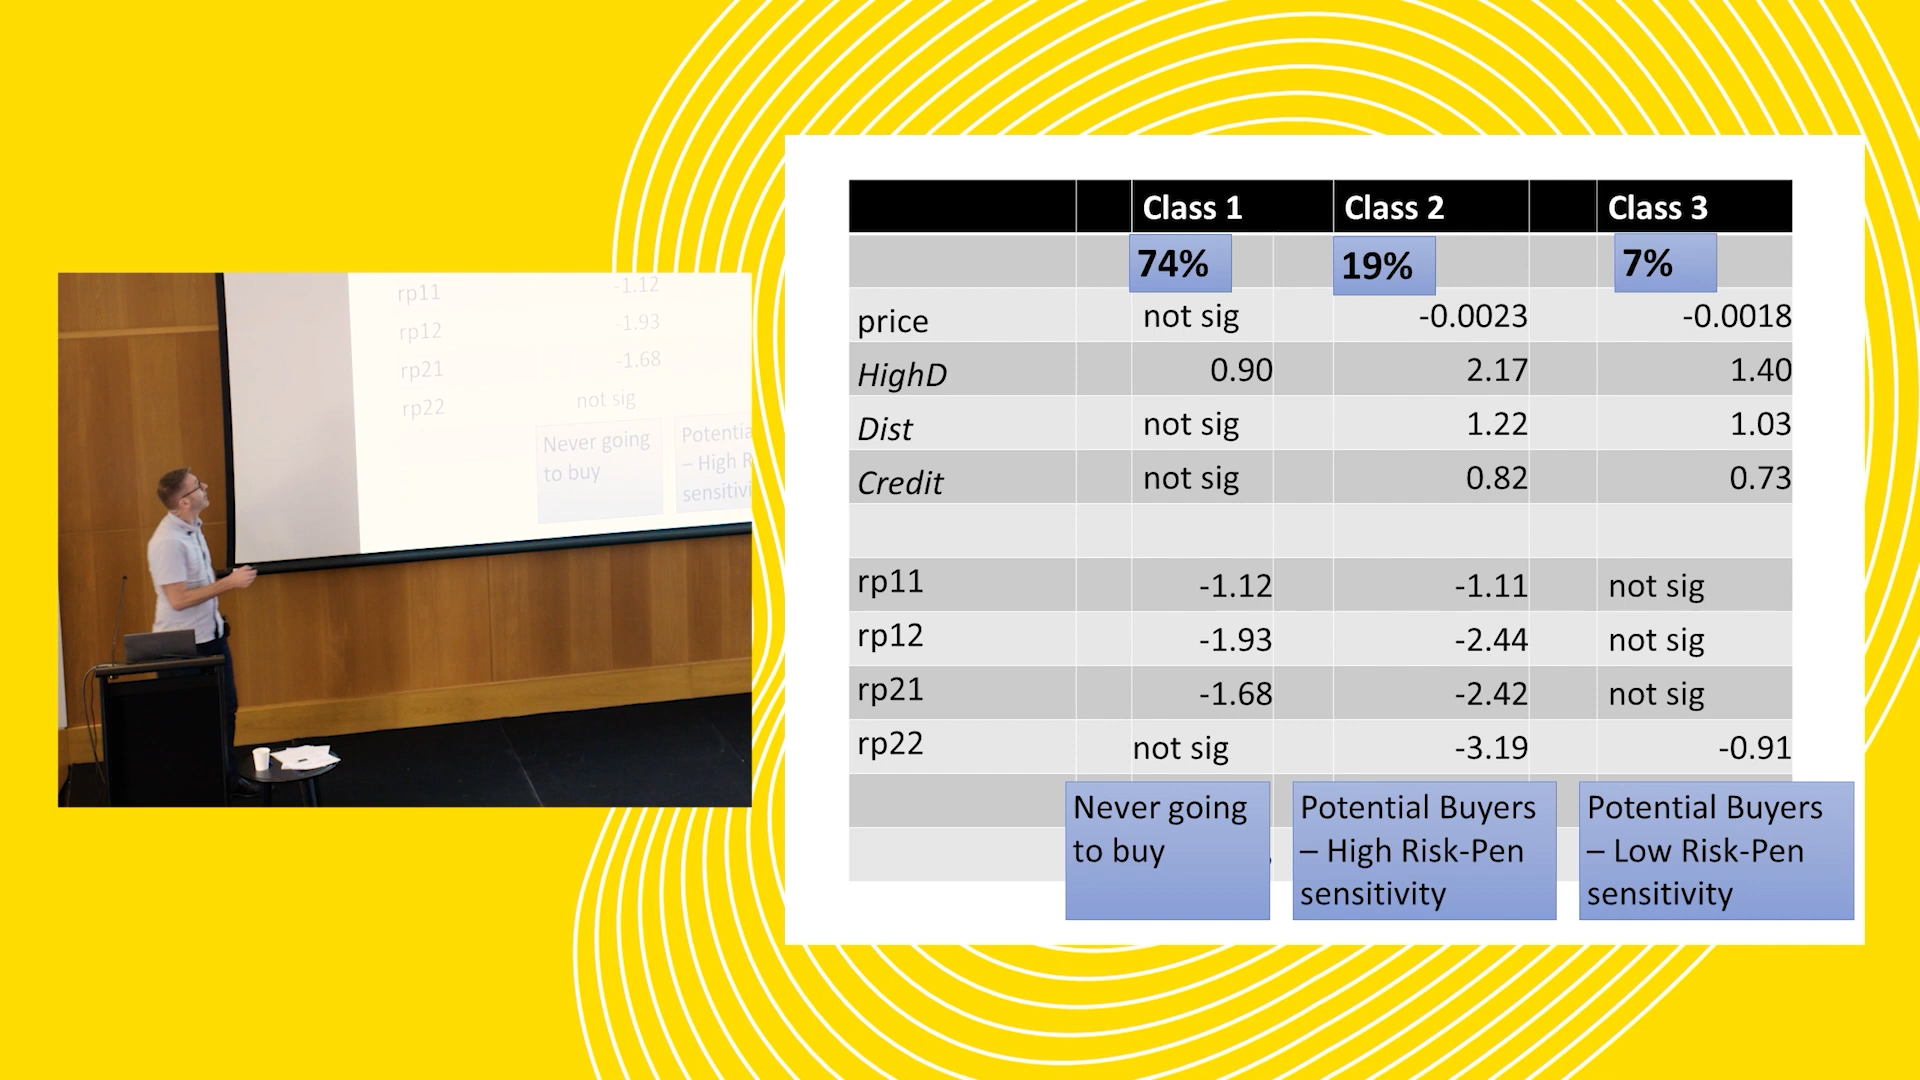 rp11 -1.12
rp12 -1.93
rp21 -1.68
rp22 not sig
Never going
to buy
Potentia
– High R
sensitivi
Class 1 Class 2 Class 3
74% 19% 7%
price not sig -0.0023 -0.0018
HighD 0.90 2.17 1.40
Dist not sig 1.22 1.03
Credit not sig 0.82 0.73
rp11 -1.12 -1.11 not sig
rp12 -1.93 -2.44 not sig
rp21 -1.68 -2.42 not sig
rp22 not sig -3.19 -0.91
Never going
to buy
Potential Buyers
– High Risk-Pen
sensitivity
Potential Buyers
– Low Risk-Pen
sensitivity